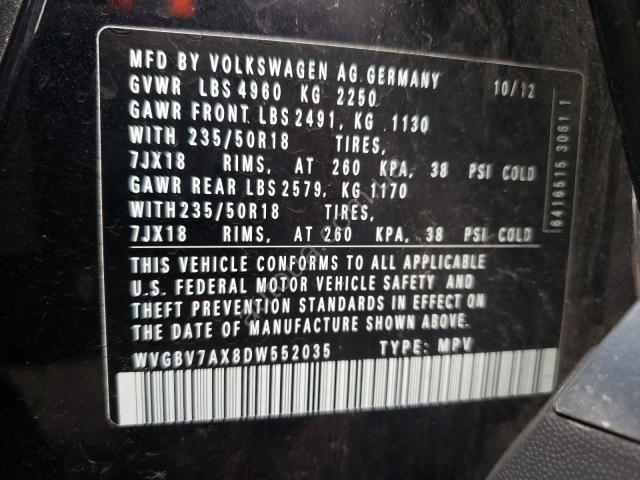 MFD BY VOLKSWAGEN AG. GERMANY
10/12
GVWR LBS 4960 KG 2250
GAWR FRONT LBS 2491, KG 1130
WITH 235/50R18 TIRES,
7JX18 RIMS, AT 260 KPA, 38 PSI COLD
GAWR REAR LBS 2579, KG 1170
WITH 235/50R18 TIRES,
7JX18 RIMS, AT 260 KPA, 38 PSI COLD
THIS VEHICLE CONFORMS TO ALL APPLICABLE
U.S. FEDERAL MOTOR VEHICLE SAFETY, AND
THEFT PREVENTION STANDARDS IN EFFECT ON
THE DATE OF MANUFACTURE SHOWN ABOVE.
WVGBV7AX8DW552035 TYPE: MPV
6416515 3061 1